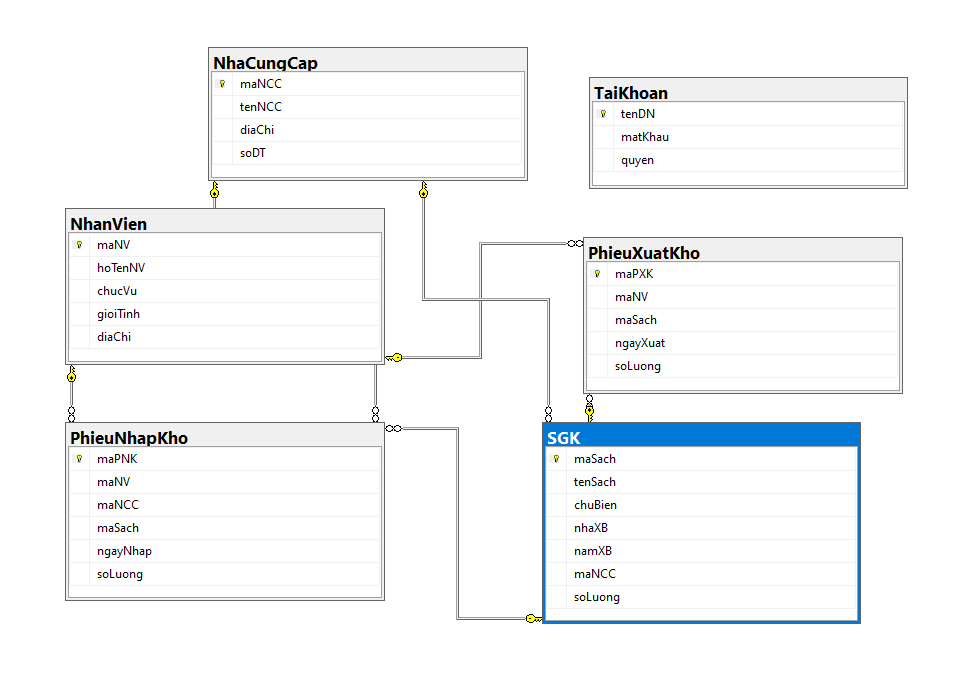 NhaCungCap
maNCC
tenNCC
diaChi
soDT
TaiKhoan
tenDN
matKhau
quyen
NhanVien
maNV
hoTenNV
chucVu
gioiTinh
diaChi
PhieuXuatKho
maPXK
maNV
maSach
ngayXuat
soLuong
PhieuNhapKho
maPNK
maNV
maNCC
maSach
ngayNhap
soLuong
SGK
maSach
tenSach
chuBien
nhaXB
namXB
maNCC
soLuong